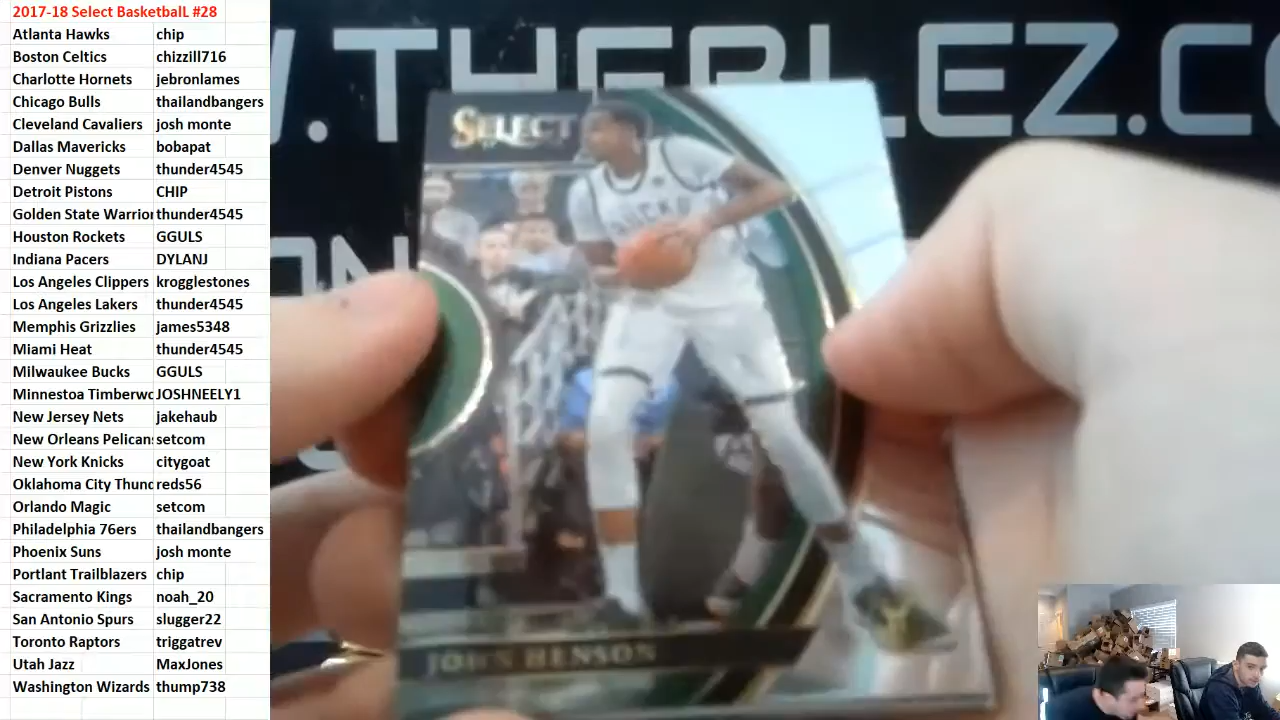 2017-18 Select BasketbalL #28
Atlanta Hawks chip
Boston Celtics chizzill716
Charlotte Hornets jebronlames
Chicago Bulls thailandbangers
Cleveland Cavaliers josh monte
Dallas Mavericks bobapat
Denver Nuggets thunder4545
Detroit Pistons CHIP
Golden State Warrior thunder4545
Houston Rockets GGULS
Indiana Pacers DYLANJ
Los Angeles Clippers krogglestones
Los Angeles Lakers thunder4545
Memphis Grizzlies james5348
Miami Heat thunder4545
Milwaukee Bucks GGULS
Minnestoa Timberwo JOSHNEELY1
New Jersey Nets jakehaub
New Orleans Pelicans setcom
New York Knicks citygoat
Oklahoma City Thund reds56
Orlando Magic setcom
Philadelphia 76ers thailandbangers
Phoenix Suns josh monte
Portlant Trailblazers chip
Sacramento Kings noah_20
San Antonio Spurs slugger22
Toronto Raptors triggatrev
Utah Jazz MaxJones
Washington Wizards thump738
W.THEBLEZ.CO
SELECT
BUCKS
JOHN HENSON